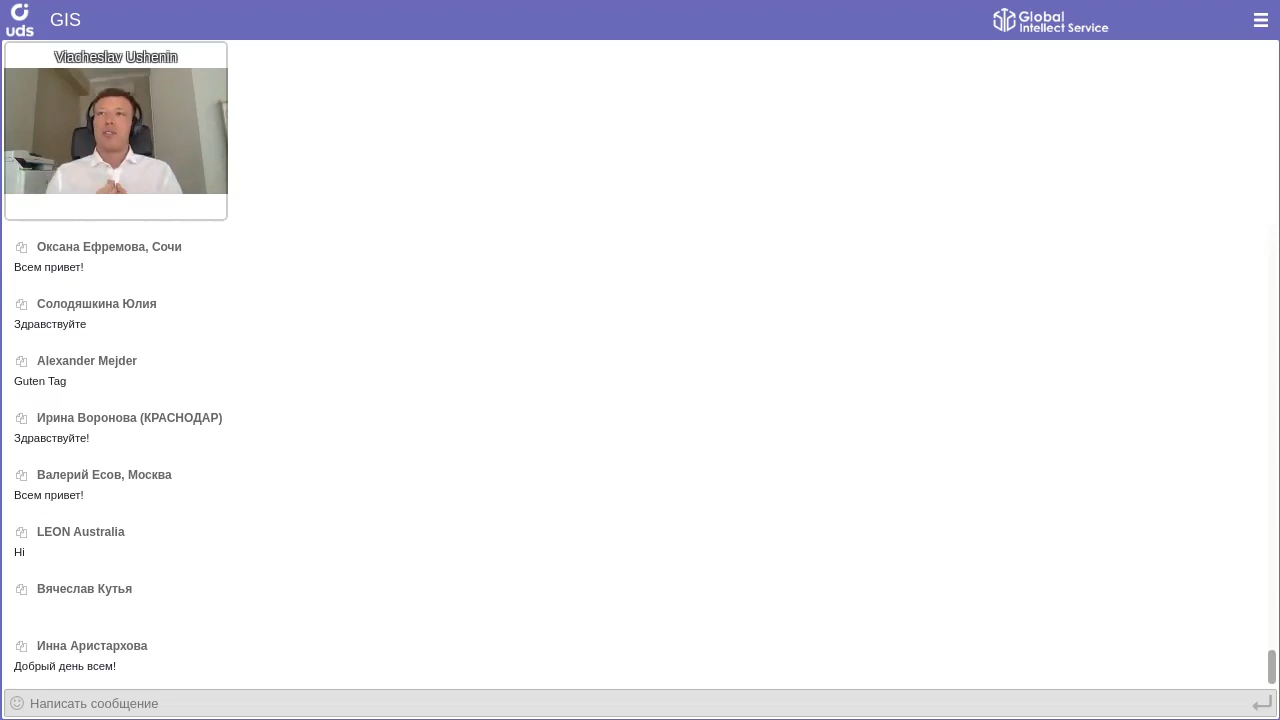 uds
GIS
Global
Intellect Service
Viacheslav Ushenin
Оксана Ефремова, Сочи
Всем привет!
Солодяшкина Юлия
Здравствуйте
Alexander Mejder
Guten Tag
Ирина Воронова (КРАСНОДАР)
Здравствуйте!
Валерий Есов, Москва
Всем привет!
LEON Australia
Hi
Вячеслав Кутья
Инна Аристархова
Добрый день всем!
Написать сообщение